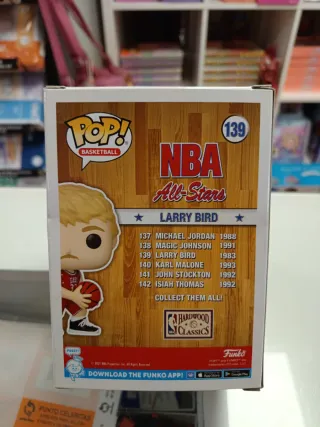 POP!
BASKETBALL
139
NBA
All-Stars
★ LARRY BIRD ★
137 MICHAEL JORDAN 1988
138 MAGIC JOHNSON 1991
139 LARRY BIRD 1983
140 KARL MALONE 1993
141 JOHN STOCKTON 1992
142 ISIAH THOMAS 1992
COLLECT THEM ALL!
HARDWOOD
CLASSICS
Funko
DOWNLOAD THE FUNKO APP!